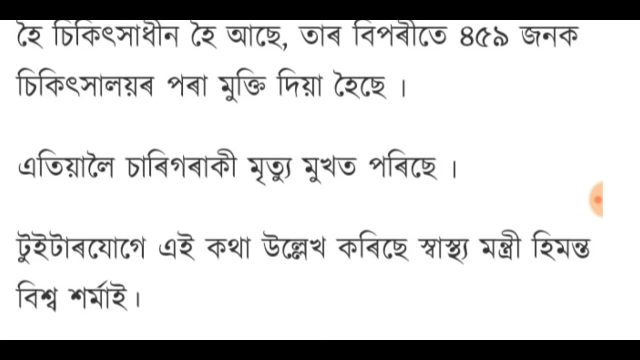 হৈ চিকিৎসাধীন হৈ আছে, তাৰ বিপৰীতে ৪৫৯ জনক
চিকিৎসালয়ৰ পৰা মুক্তি দিয়া হৈছে ।
এতিয়ালৈ চাৰিগৰাকী মৃত্যু মুখত পৰিছে ।
টুইটাৰযোগে এই কথা উল্লেখ কৰিছে স্বাস্থ্য মন্ত্ৰী হিমন্ত
বিশ্ব শৰ্মাই।